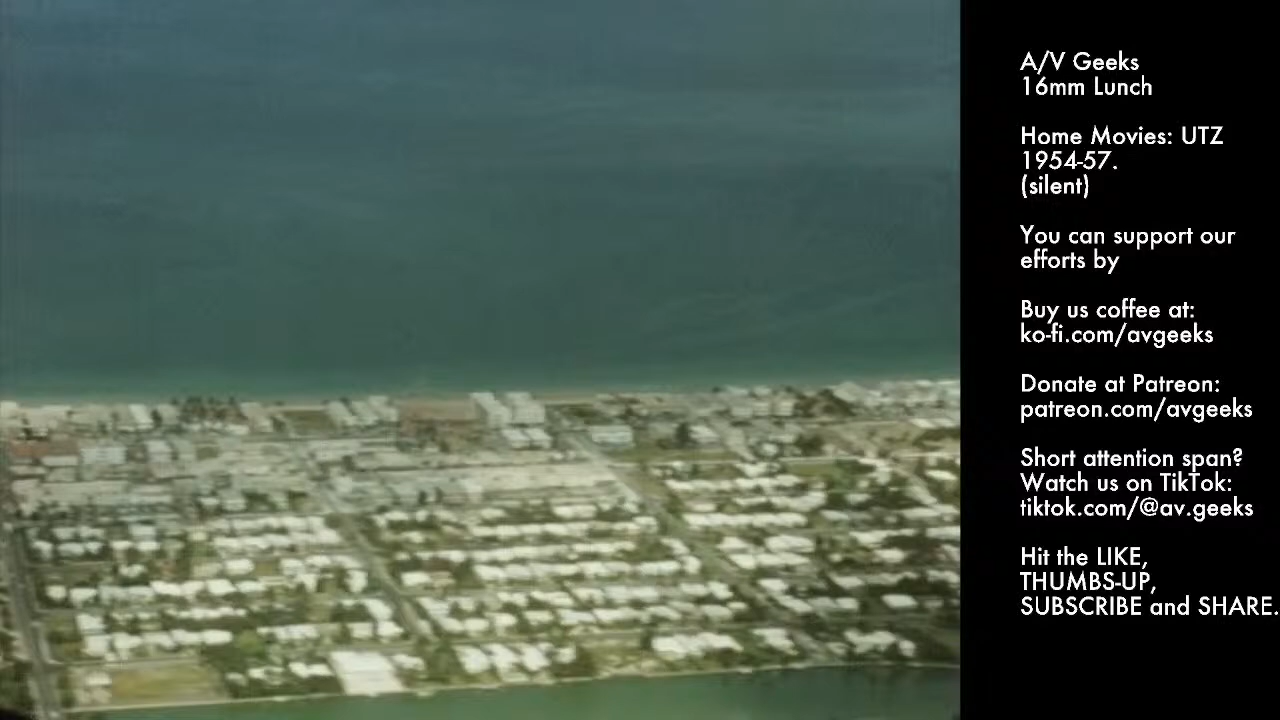 A/V Geeks
16mm Lunch
Home Movies: UTZ
1954-57.
(silent)
You can support our
efforts by
Buy us coffee at:
ko-fi.com/avgeeks
Donate at Patreon:
patreon.com/avgeeks
Short attention span?
Watch us on TikTok:
tiktok.com/@av.geeks
Hit the LIKE,
THUMBS-UP,
SUBSCRIBE and SHARE.